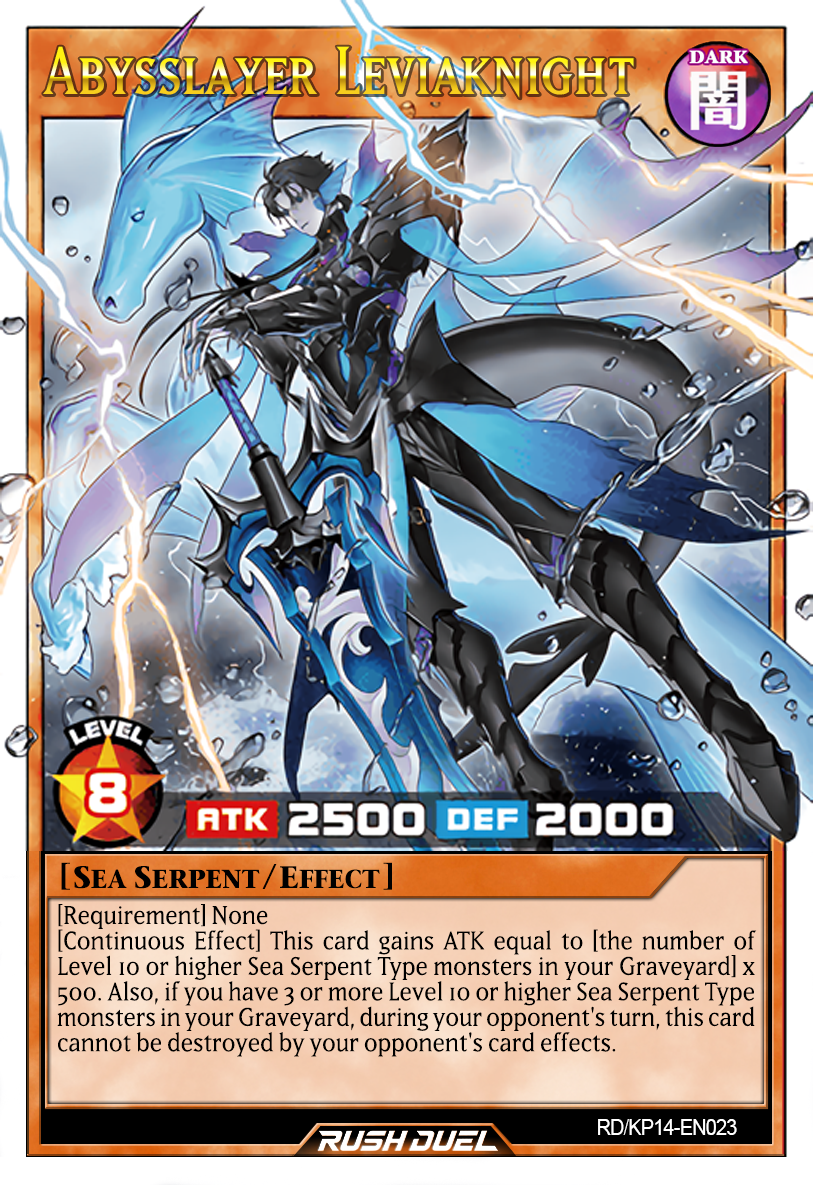 Abysslayer Leviaknight
DARK
闇
LEVEL
8
ATK 2500 DEF 2000
[Sea Serpent/Effect]
[Requirement] None
[Continuous Effect] This card gains ATK equal to [the number of
Level 10 or higher Sea Serpent Type monsters in your Graveyard] x
500. Also, if you have 3 or more Level 10 or higher Sea Serpent Type
monsters in your Graveyard, during your opponent's turn, this card
cannot be destroyed by your opponent's card effects.
RD/KP14-EN023
RUSH DUEL